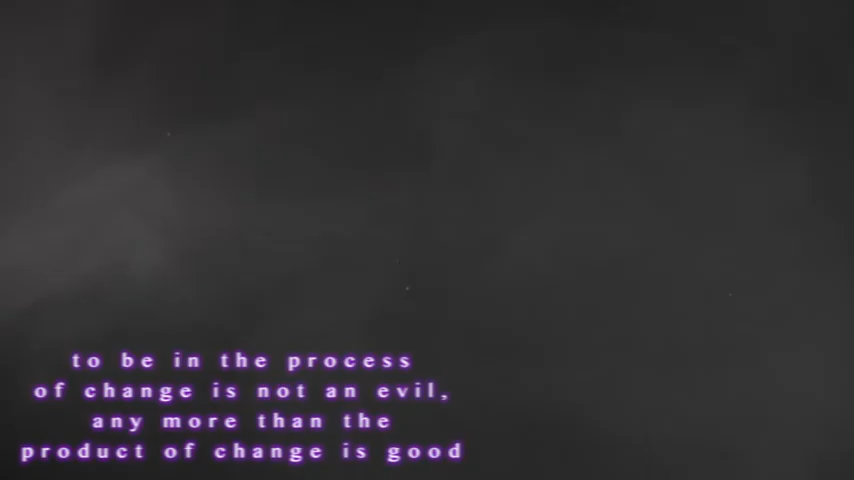 to be in the process
of change is not an evil,
any more than the
product of change is good